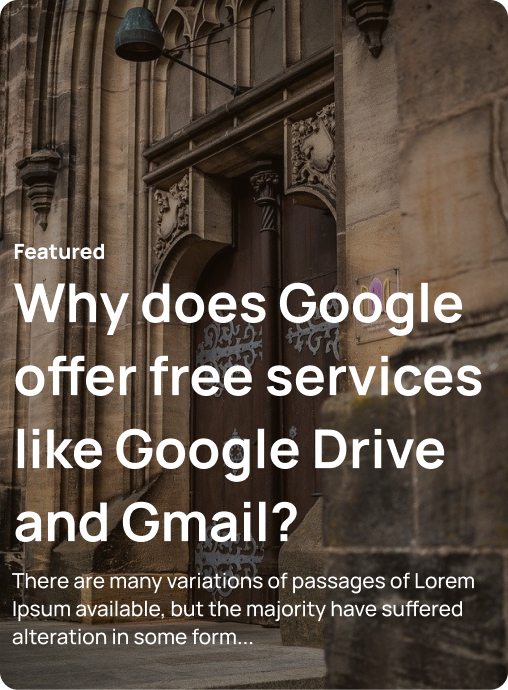 Featured
Why does Google
offer free services
like Google Drive
and Gmail?
There are many variations of passages of Lorem
Ipsum available, but the majority have suffered
alteration in some form...